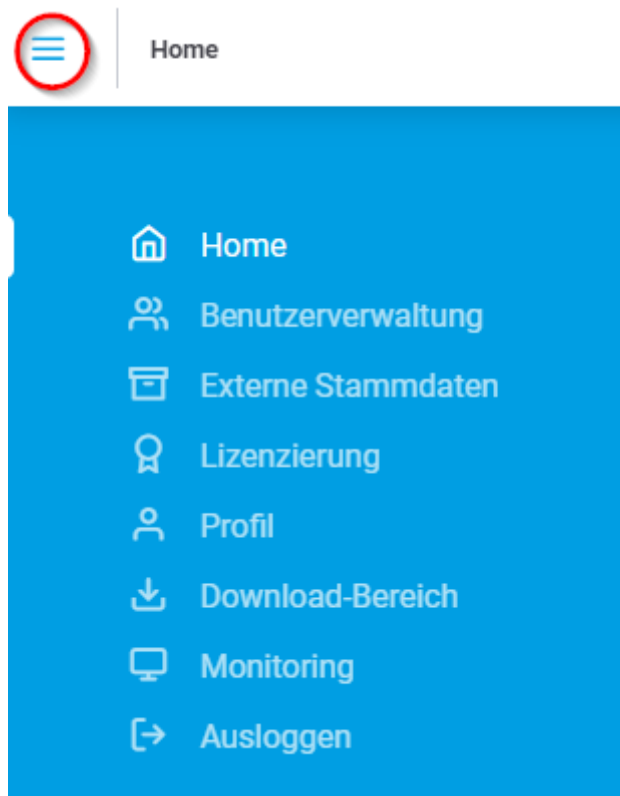 Home
Home
Benutzerverwaltung
Externe Stammdaten
Lizenzierung
Profil
Download-Bereich
Monitoring
Ausloggen